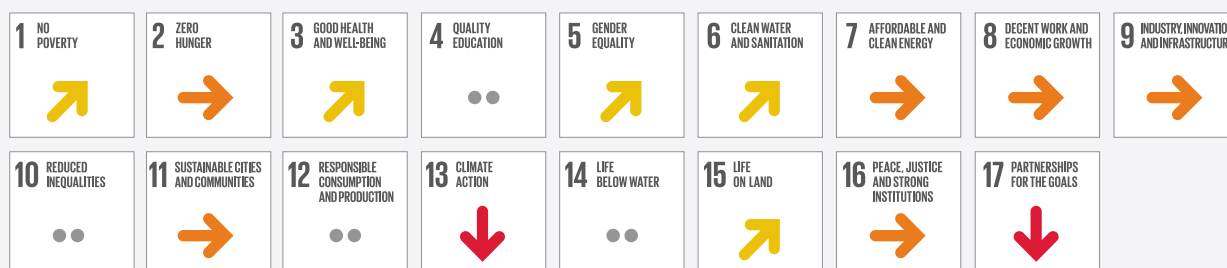 1 NO
POVERTY
2 ZERO
HUNGER
3 GOOD HEALTH
AND WELL-BEING
4 QUALITY
EDUCATION
5 GENDER
EQUALITY
6 CLEAN WATER
AND SANITATION
7 AFFORDABLE AND
CLEAN ENERGY
8 DECENT WORK AND
ECONOMIC GROWTH
9 INDUSTRY, INNOVATIO
AND INFRASTRUCTUR
10 REDUCED
INEQUALITIES
11 SUSTAINABLE CITIES
AND COMMUNITIES
12 RESPONSIBLE
CONSUMPTION
AND PRODUCTION
13 CLIMATE
ACTION
14 LIFE
BELOW WATER
15 LIFE
ON LAND
16 PEACE, JUSTICE
AND STRONG
INSTITUTIONS
17 PARTNERSHIPS
FOR THE GOALS